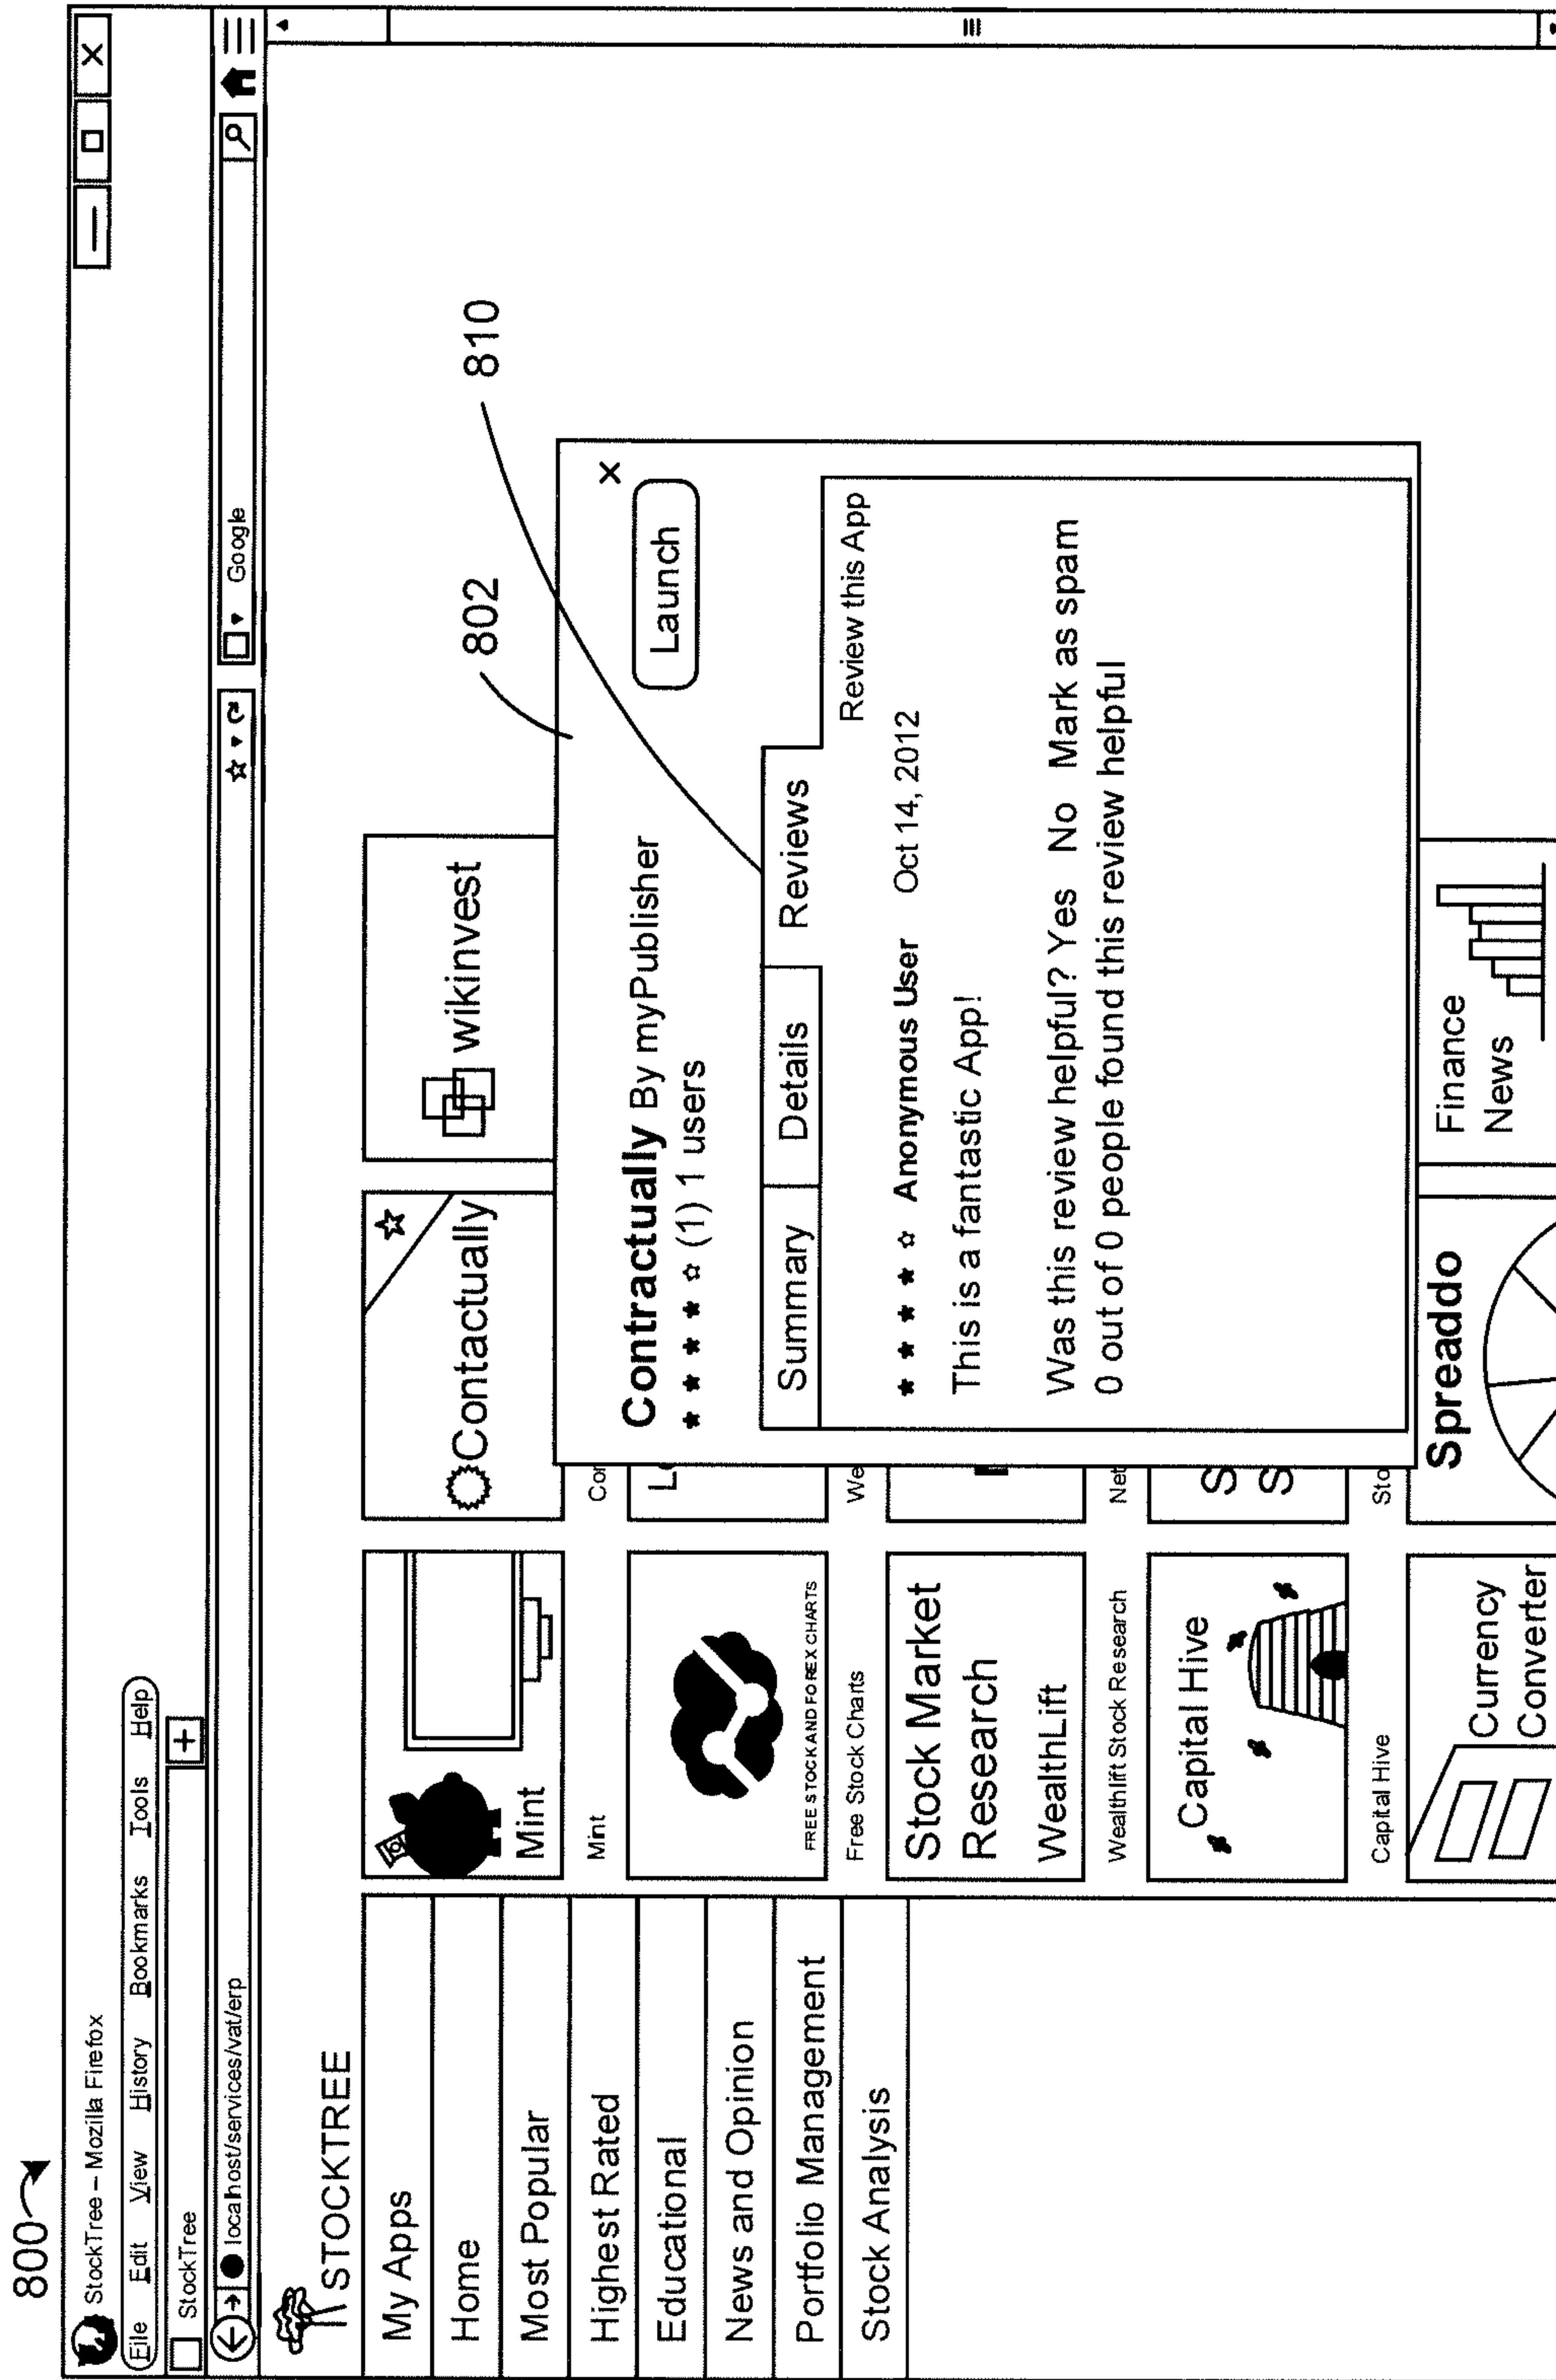 800
StockTree – Mozilla Firefox
File Edit View History Bookmarks Tools Help
StockTree
localhost/services/vat/erp
Google
STOCKTREE
My Apps
Home
Most Popular
Highest Rated
Educational
News and Opinion
Portfolio Management
Stock Analysis
Mint
Mint
FREE STOCK AND FOREX CHARTS
Free Stock Charts
Stock Market
Research
WealthLift
Wealthlift Stock Research
Capital Hive
Capital Hive
Currency
Converter
Contactually
Cor
We
Net
S
S
Sto
Spreaddo
wikinvest
Finance
News
802
810
Contractually By myPublisher
(1) 1 users
Launch
Summary Details Reviews
Review this App
Anonymous User Oct 14, 2012
This is a fantastic App!
Was this review helpful? Yes No Mark as spam
0 out of 0 people found this review helpful